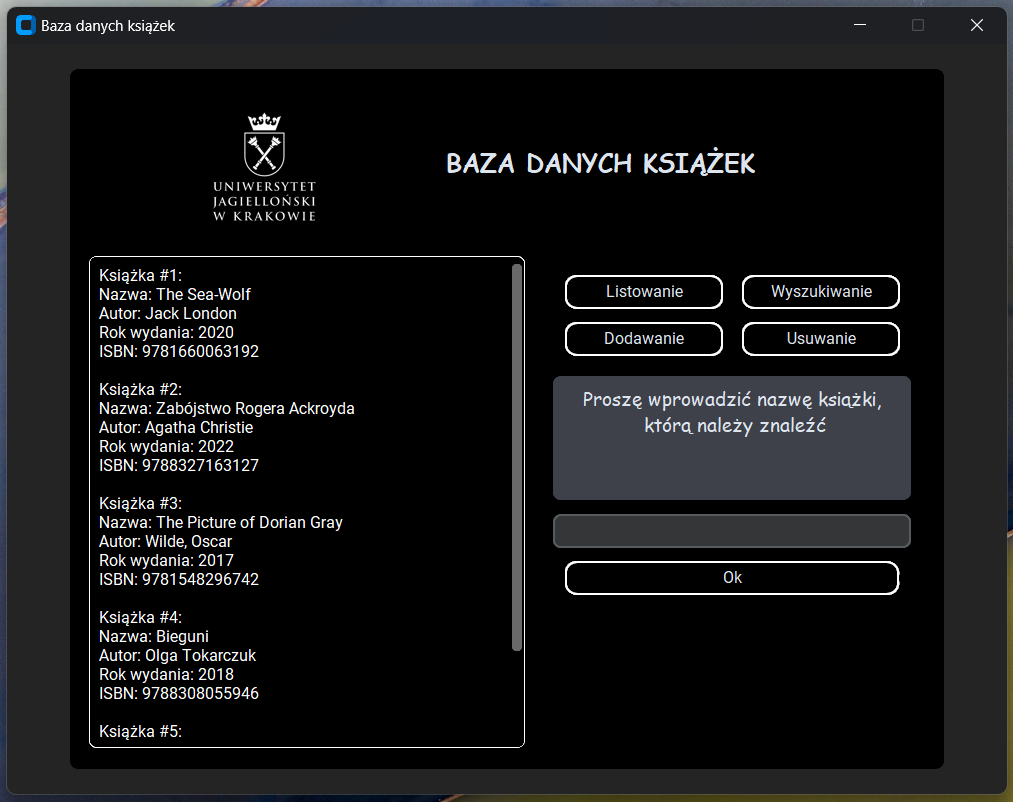 Baza danych książek
UNIWERSYTET
JAGIELLOŃSKI
W KRAKOWIE
BAZA DANYCH KSIĄŻEK
Książka #1:
Nazwa: The Sea-Wolf
Autor: Jack London
Rok wydania: 2020
ISBN: 9781660063192
Książka #2:
Nazwa: Zabójstwo Rogera Ackroyda
Autor: Agatha Christie
Rok wydania: 2022
ISBN: 9788327163127
Książka #3:
Nazwa: The Picture of Dorian Gray
Autor: Wilde, Oscar
Rok wydania: 2017
ISBN: 9781548296742
Książka #4:
Nazwa: Bieguni
Autor: Olga Tokarczuk
Rok wydania: 2018
ISBN: 9788308055946
Książka #5:
Listowanie
Wyszukiwanie
Dodawanie
Usuwanie
Proszę wprowadzić nazwę książki,
którą należy znaleźć
Ok